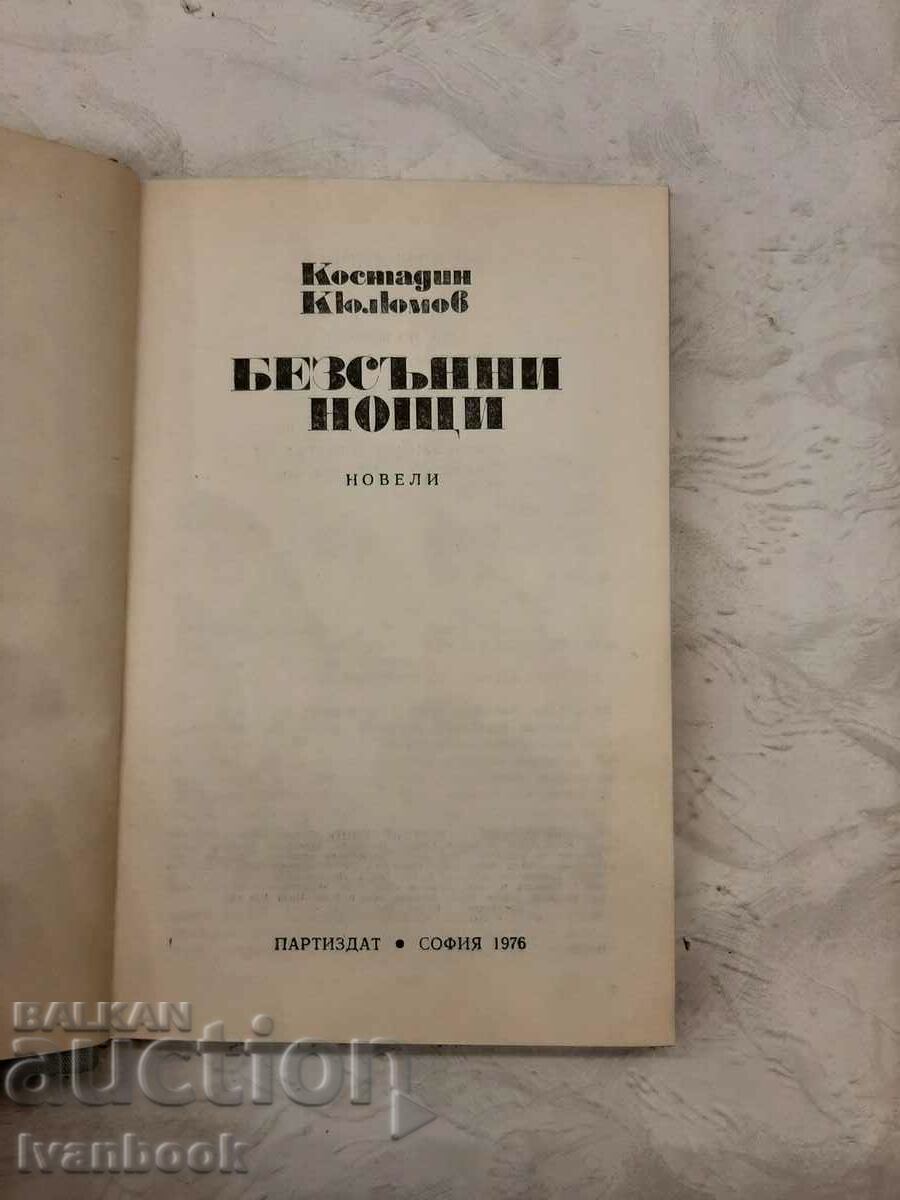 Костадин
Кюлюмов
БЕЗСЪННИ
НОЩИ
НОВЕЛИ
ПАРТИЗДАТ • СОФИЯ 1976
BALKAN
auction
Ivanbook